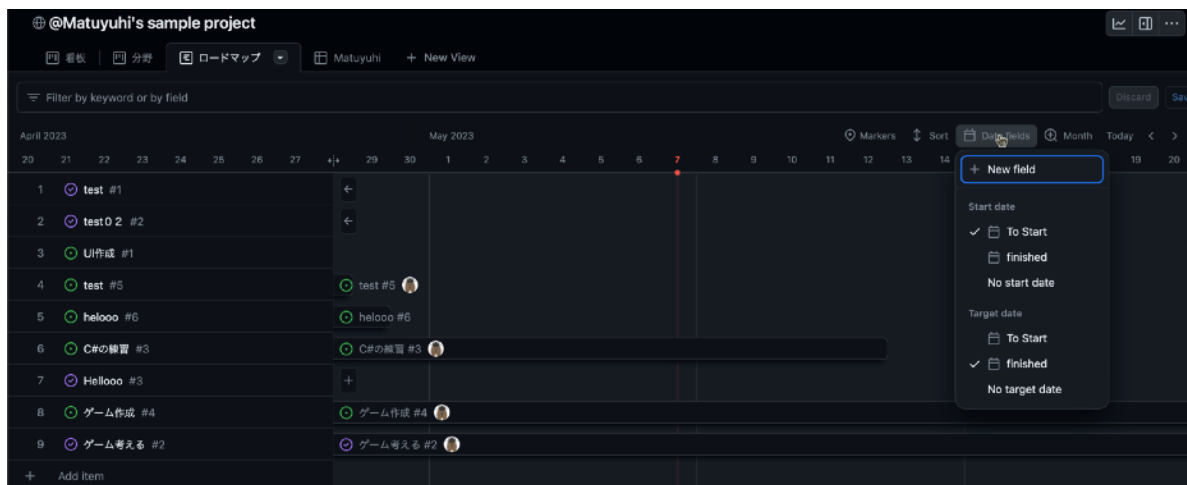 @Matuyuhi's sample project
看板 分野 ロードマップ Matuyuhi + New View
Filter by keyword or by field Discard Sav
April 2023 May 2023 Markers Sort Date fields Month Today
20 21 22 23 24 25 26 27 29 30 1 2 3 4 5 6 7 8 9 10 11 12 13 14 19 20
+ New field
1 test #1
Start date
2 test0 2 #2
To Start
3 UI作成 #1
finished
No start date
4 test #5 test #5
Target date
5 helooo #6 helooo #6
To Start
6 C#の練習 #3 C#の練習 #3
finished
7 Hellooo #3
No target date
8 ゲーム作成 #4 ゲーム作成 #4
9 ゲーム考える #2 ゲーム考える #2
+ Add item